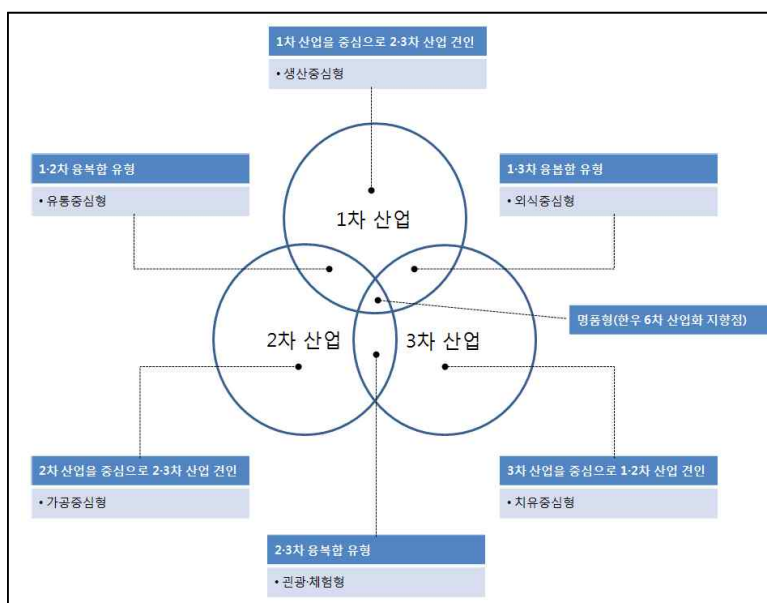 1차 산업을 중심으로 2·3차 산업 견인
• 생산중심형
1·2차 융복합 유형
• 유통중심형
1·3차 융봅합 유형
• 외식중심형
1차 산업
2차 산업
3차 산업
명품형(한우 6차 산업화 지향점)
2차 산업을 중심으로 2·3차 산업 견인
• 가공중심형
3차 산업을 중심으로 1·2차 산업 견인
• 치유중심형
2·3차 융복합 유형
• 관광·체험형